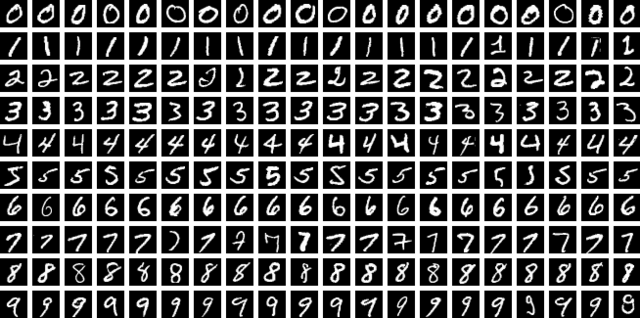 0 0 0 0 0 0 0 0 0 0 0 0 0 0 0 0 0 0 0 0
1 1 1 1 1 1 1 1 1 1 1 1 1 1 1 1 1 1 1 1
2 2 2 2 2 2 2 2 2 2 2 2 2 2 2 2 2 2 2 2
3 3 3 3 3 3 3 3 3 3 3 3 3 3 3 3 3 3 3 3
4 4 4 4 4 4 4 4 4 4 4 4 4 4 4 4 4 4 4 4
5 5 5 5 5 5 5 5 5 5 5 5 5 5 5 5 5 5 5 5
6 6 6 6 6 6 6 6 6 6 6 6 6 6 6 6 6 6 6 6
7 7 7 7 7 7 7 7 7 7 7 7 7 7 7 7 7 7 7 7
8 8 8 8 8 8 8 8 8 8 8 8 8 8 8 8 8 8 8 8
9 9 9 9 9 9 9 9 9 9 9 9 9 9 9 9 9 9 9 9